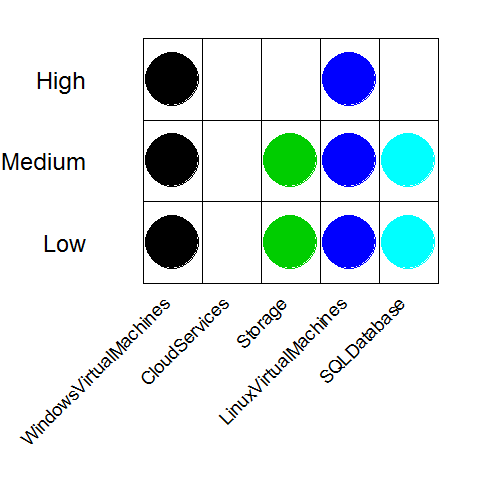 High
Medium
Low
WindowsVirtualMachines
CloudServices
Storage
LinuxVirtualMachines
SQLDatabase